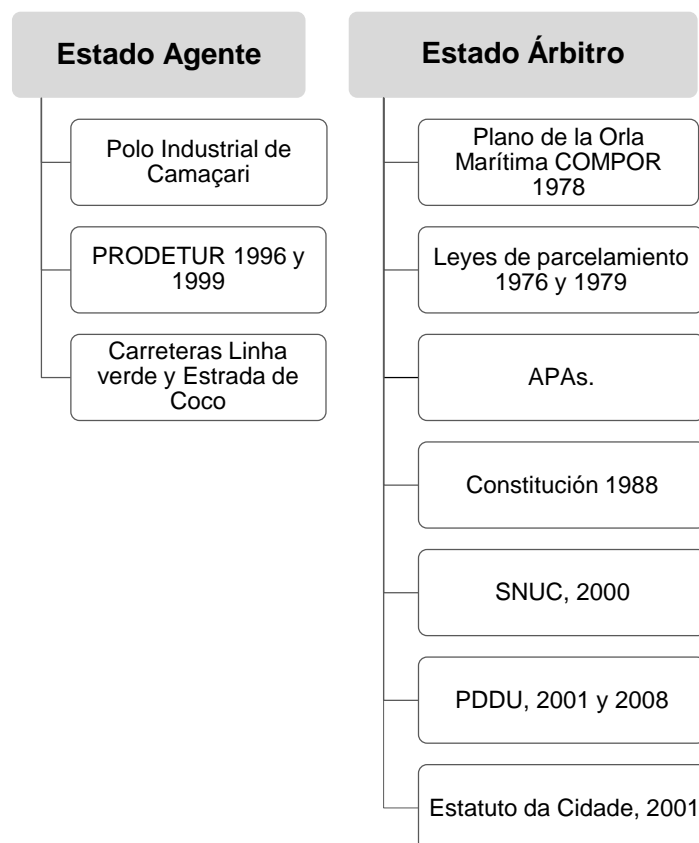 Estado Agente
Polo Industrial de
Camaçari
PRODETUR 1996 y
1999
Carreteras Linha
verde y Estrada de
Coco
Estado Árbitro
Plano de la Orla
Marítima COMPOR
1978
Leyes de parcelamiento
1976 y 1979
APAs.
Constitución 1988
SNUC, 2000
PDDU, 2001 y 2008
Estatuto da Cidade, 2001